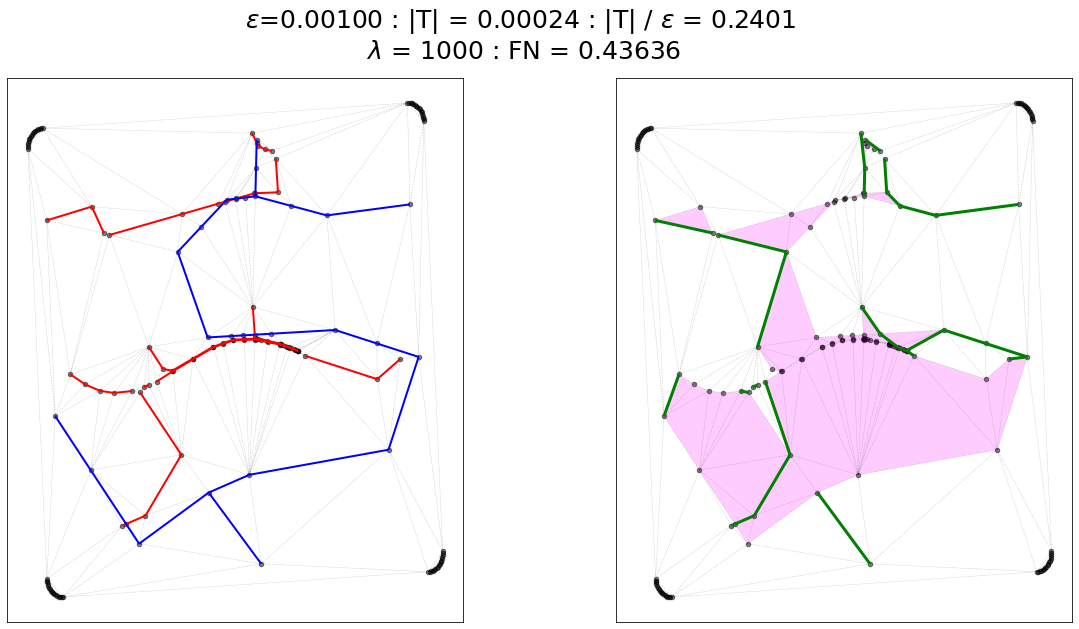 ε=0.00100 : |T| = 0.00024 : |T| / ε = 0.2401
λ = 1000 : FN = 0.43636